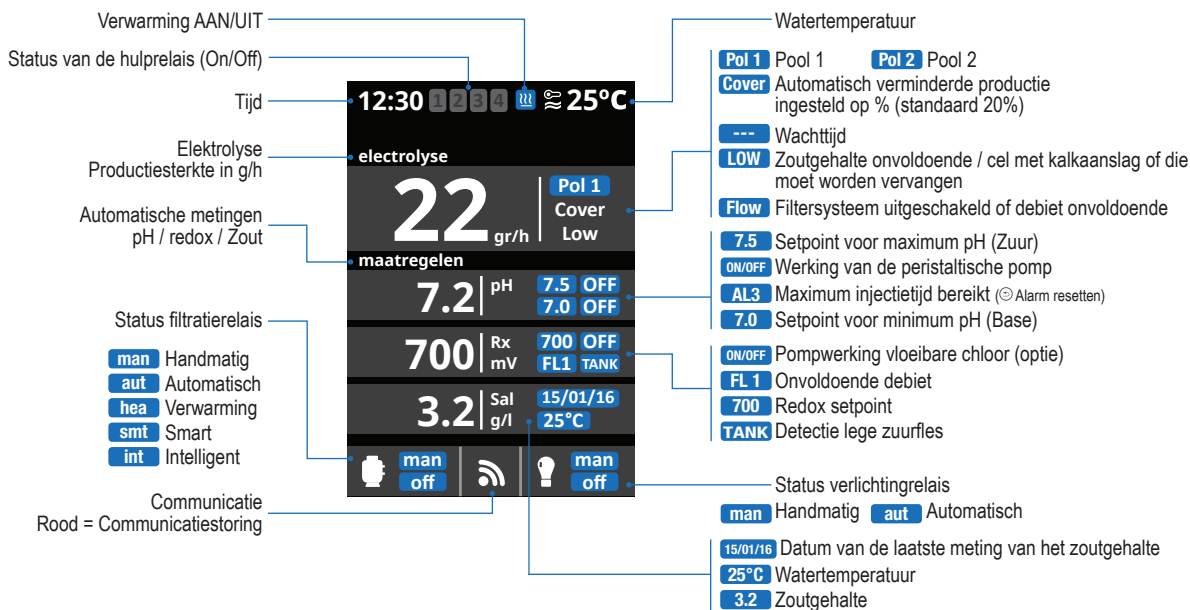 Verwarming AAN/UIT
Status van de hulprelais (On/Off)
Tijd
Elektrolyse
Productiesterkte in g/h
Automatische metingen
pH / redox / Zout
Status filtratierelais
man Handmatig
aut Automatisch
hea Verwarming
smt Smart
int Intelligent
Communicatie
Rood = Communicatiestoring
12:30 1 2 3 4 25°C
electrolyse
22 gr/h
Pol 1
Cover
Low
maatregelen
7.2 pH 7.5 OFF
7.0 OFF
700 Rx 700 OFF
mV FL1 TANK
3.2 Sal 15/01/16
g/l 25°C
man
off
man
off
Watertemperatuur
Pol 1 Pool 1 Pol 2 Pool 2
Cover Automatisch verminderde productie
ingesteld op % (standaard 20%)
--- Wachttijd
LOW Zoutgehalte onvoldoende / cel met kalkaanslag of die
moet worden vervangen
Flow Filtersysteem uitgeschakeld of debiet onvoldoende
7.5 Setpoint voor maximum pH (Zuur)
ON/OFF Werking van de peristaltische pomp
AL3 Maximum injectietijd bereikt (Alarm resetten)
7.0 Setpoint voor minimum pH (Base)
ON/OFF Pompwerking vloeibare chloor (optie)
FL 1 Onvoldoende debiet
700 Redox setpoint
TANK Detectie lege zuurfles
Status verlichtingrelais
man Handmatig aut Automatisch
15/01/16 Datum van de laatste meting van het zoutgehalte
25°C Watertemperatuur
3.2 Zoutgehalte